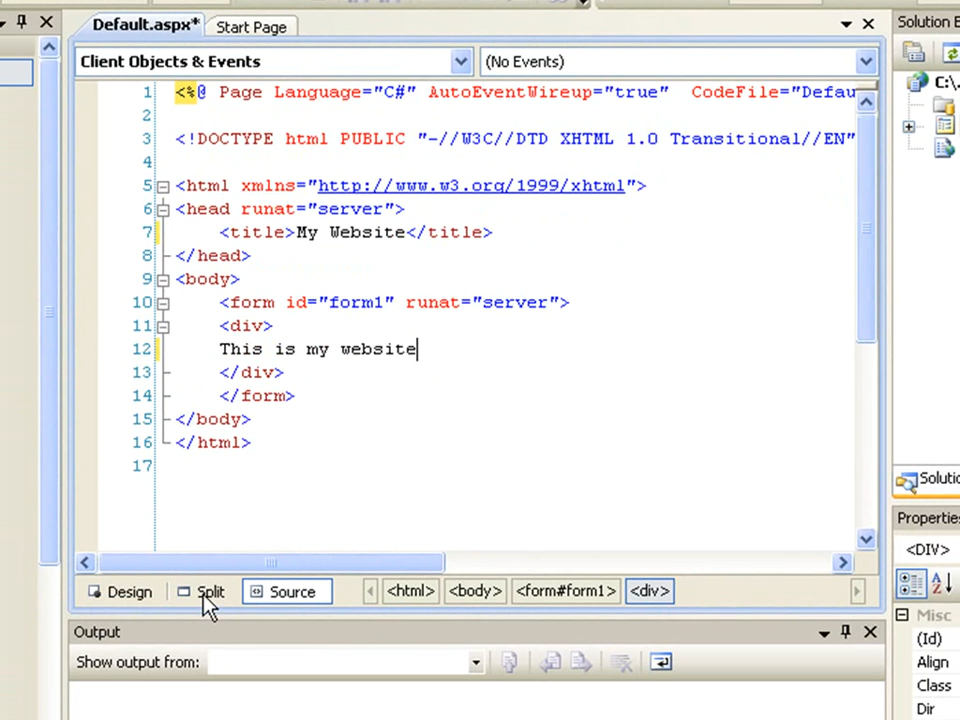 Default.aspx* Start Page
Solution E
Client Objects & Events (No Events)
C:\.
1 <%@ Page Language="C#" AutoEventWireup="true" CodeFile="Defau
2
3 <!DOCTYPE html PUBLIC "-//W3C//DTD XHTML 1.0 Transitional//EN"
4
5 <html xmlns="http://www.w3.org/1999/xhtml">
6 <head runat="server">
7 <title>My Website</title>
8 </head>
9 <body>
10 <form id="form1" runat="server">
11 <div>
12 This is my website
13 </div>
14 </form>
15 </body>
16 </html>
17
Solutio
Properties
<DIV>
Design Split Source <html> <body> <form#form1> <div>
Misc
Output
(Id)
Show output from:
Align
Class
Dir